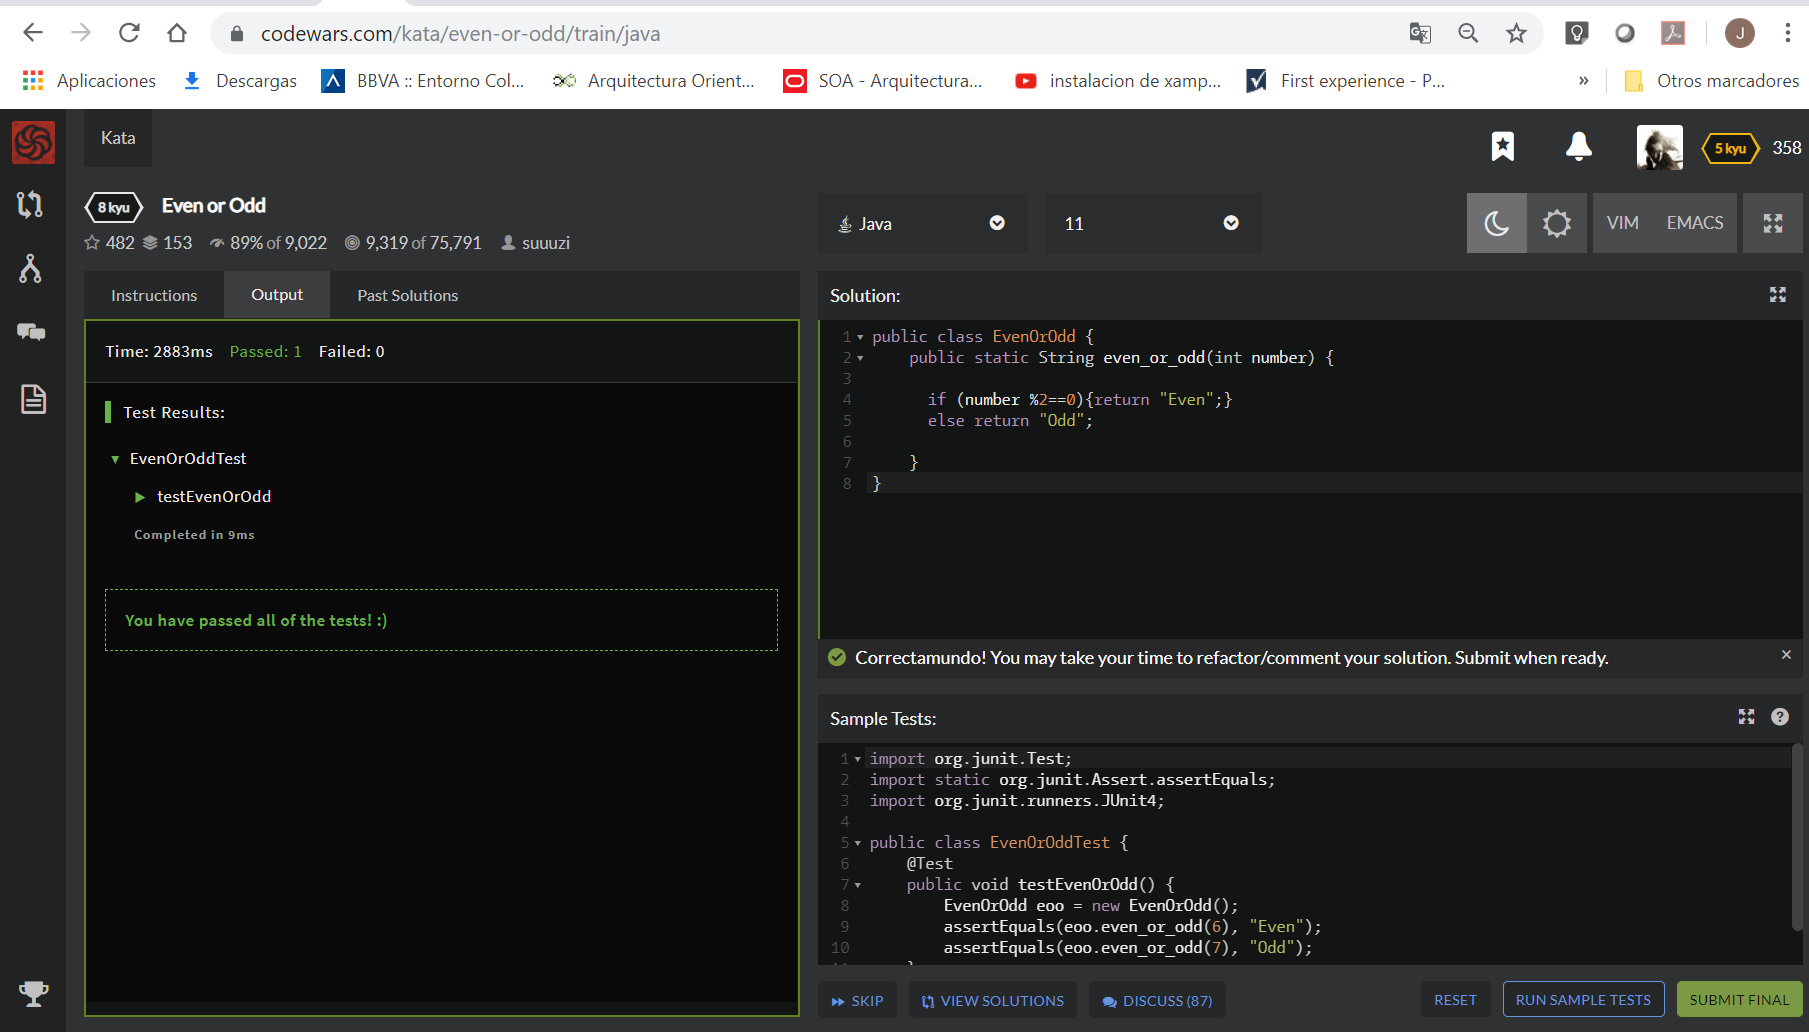 codewars.com/kata/even-or-odd/train/java
J
Aplicaciones
Descargas
BBVA :: Entorno Col...
Arquitectura Orient...
SOA - Arquitectura...
instalacion de xamp...
First experience - P...
»
Otros marcadores
Kata
5 kyu
358
8 kyu
Even or Odd
482
153
89% of 9,022
9,319 of 75,791
suuuzi
Java
11
VIM
EMACS
Instructions
Output
Past Solutions
Time: 2883ms Passed: 1 Failed: 0
Test Results:
EvenOrOddTest
testEvenOrOdd
Completed in 9ms
You have passed all of the tests! :)
Solution:
1 public class EvenOrOdd {
2 public static String even_or_odd(int number) {
3
4 if (number %2==0){return "Even";}
5 else return "Odd";
6
7 }
8 }
Correctamundo! You may take your time to refactor/comment your solution. Submit when ready.
Sample Tests:
1 import org.junit.Test;
2 import static org.junit.Assert.assertEquals;
3 import org.junit.runners.JUnit4;
4
5 public class EvenOrOddTest {
6 @Test
7 public void testEvenOrOdd() {
8 EvenOrOdd eoo = new EvenOrOdd();
9 assertEquals(eoo.even_or_odd(6), "Even");
10 assertEquals(eoo.even_or_odd(7), "Odd");
SKIP
VIEW SOLUTIONS
DISCUSS (87)
RESET
RUN SAMPLE TESTS
SUBMIT FINAL